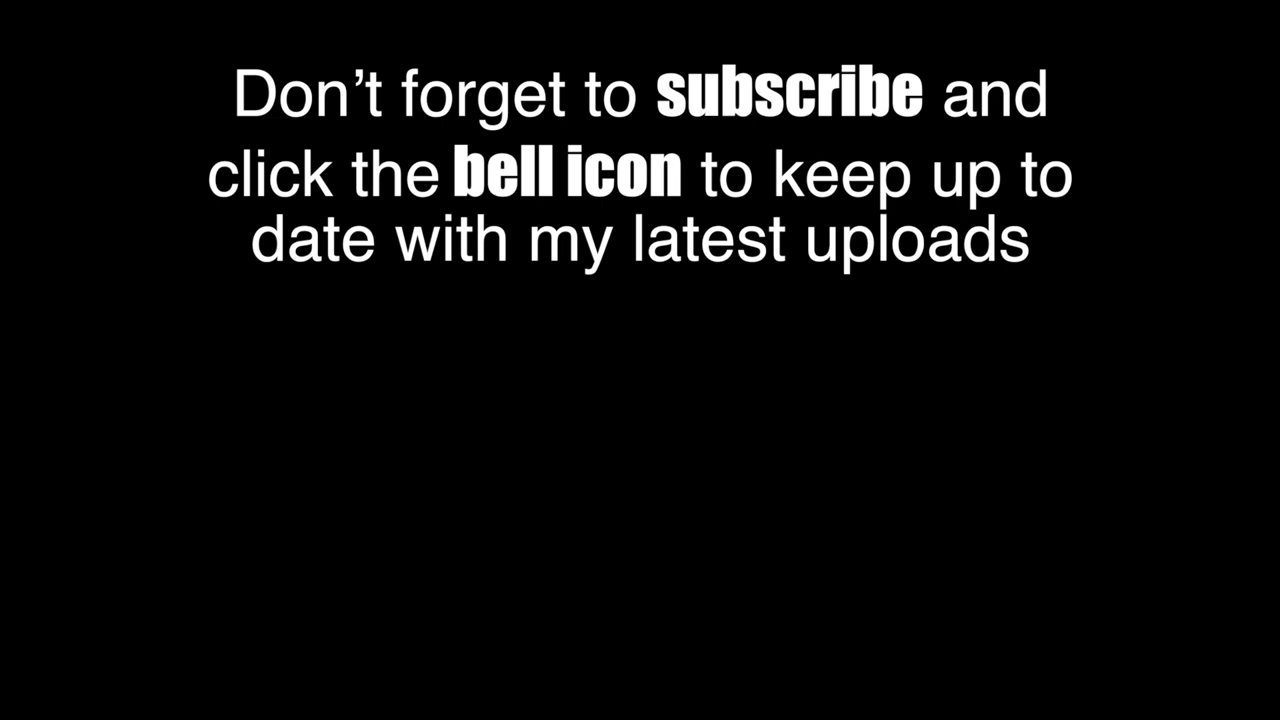 Don’t forget to subscribe and
click the bell icon to keep up to
date with my latest uploads